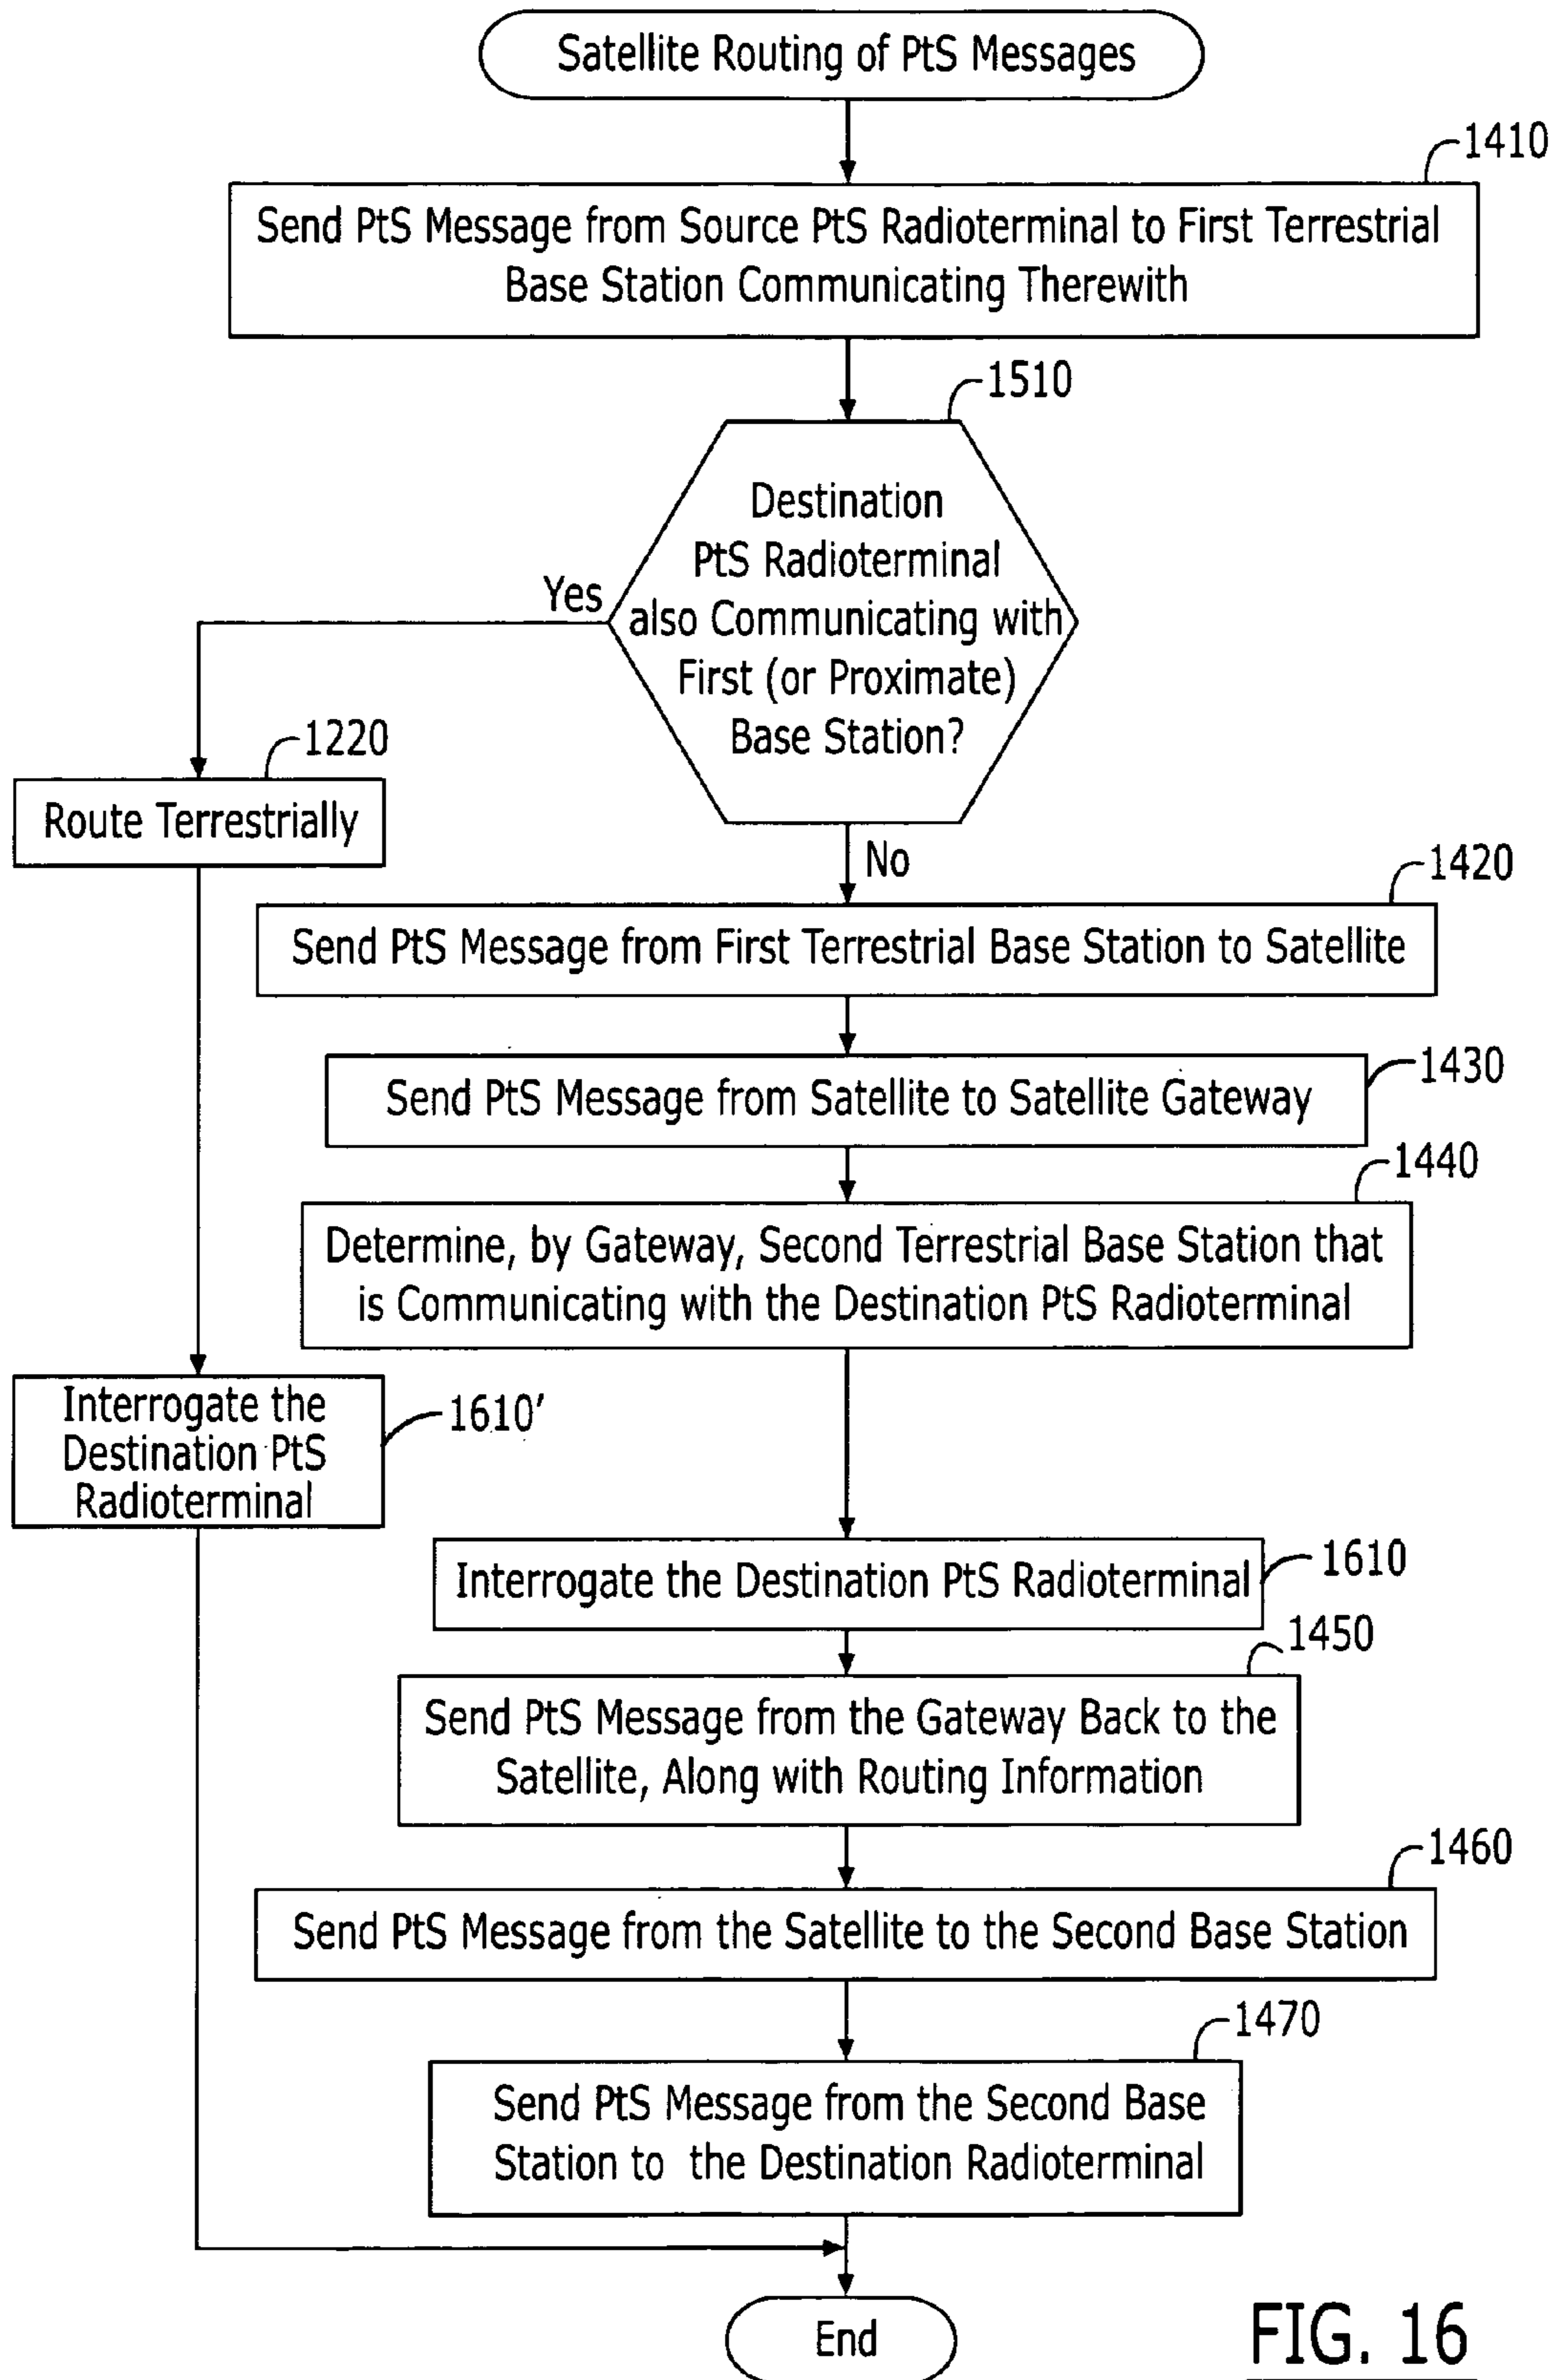 Satellite Routing of PtS Messages
1410
Send PtS Message from Source PtS Radioterminal to First Terrestrial
Base Station Communicating Therewith
1510
Destination
PtS Radioterminal
also Communicating with
First (or Proximate)
Base Station?
Yes
1220
Route Terrestrially
No
1420
Send PtS Message from First Terrestrial Base Station to Satellite
1430
Send PtS Message from Satellite to Satellite Gateway
1440
Determine, by Gateway, Second Terrestrial Base Station that
is Communicating with the Destination PtS Radioterminal
Interrogate the
Destination PtS
Radioterminal
1610'
Interrogate the Destination PtS Radioterminal
1610
1450
Send PtS Message from the Gateway Back to the
Satellite, Along with Routing Information
1460
Send PtS Message from the Satellite to the Second Base Station
1470
Send PtS Message from the Second Base
Station to the Destination Radioterminal
End
FIG. 16